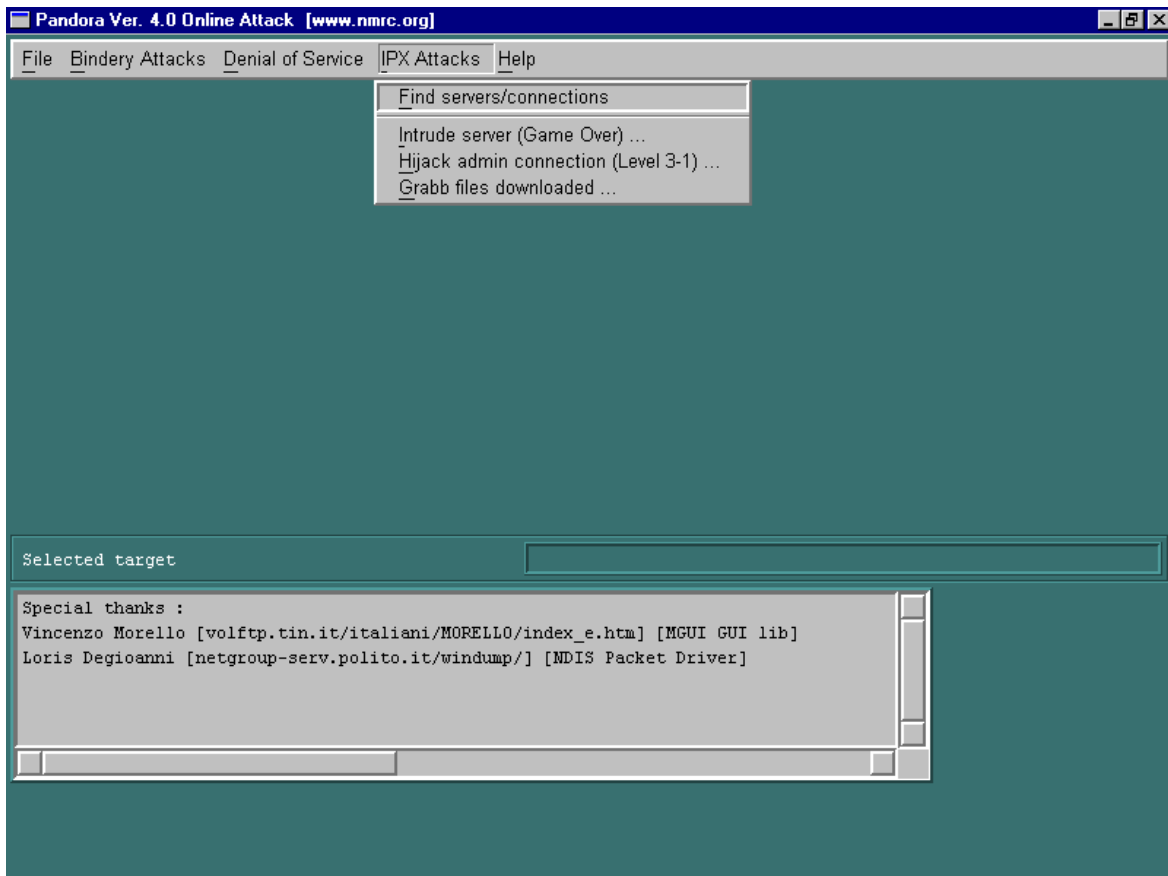 Pandora Ver. 4.0 Online Attack [www.nmrc.org]
File Bindery Attacks Denial of Service IPX Attacks Help
Find servers/connections
Intrude server (Game Over) ...
Hijack admin connection (Level 3-1) ...
Grabb files downloaded ...
Selected target
Special thanks :
Vincenzo Morello [volftp.tin.it/italiani/MORELLO/index_e.htm] [MGUI GUI lib]
Loris Degioanni [netgroup-serv.polito.it/windump/] [NDIS Packet Driver]